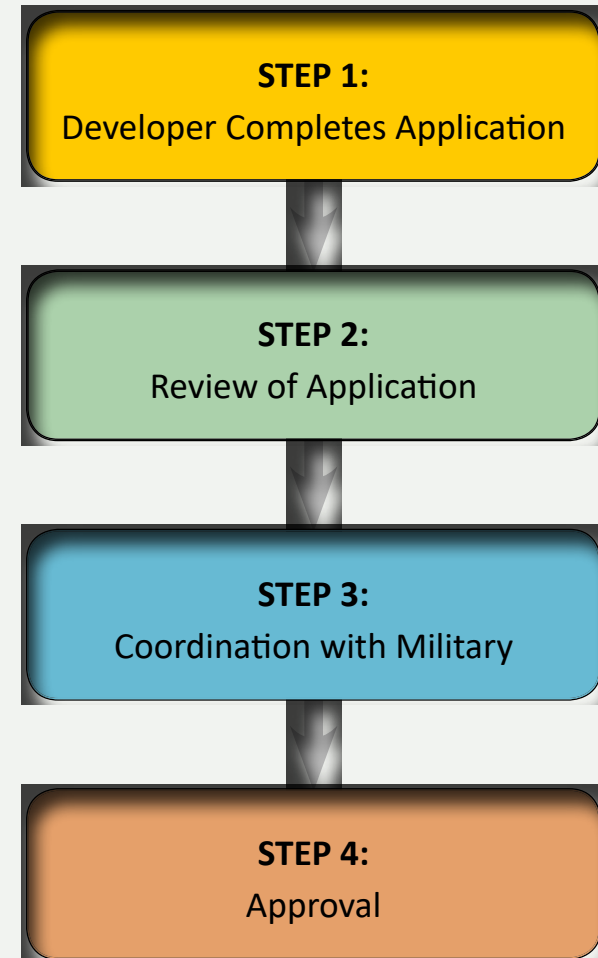 STEP 1:
Developer Completes Application
STEP 2:
Review of Application
STEP 3:
Coordination with Military
STEP 4:
Approval